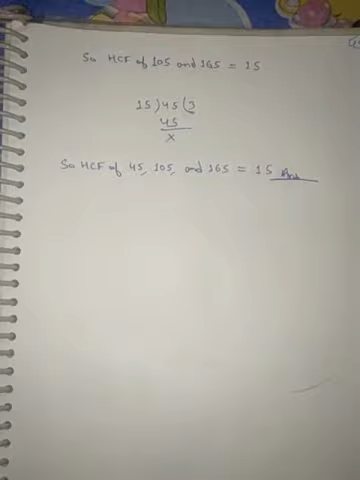 So HCF of 105 and 165 = 15
15)45(3
45
x
So HCF of 45, 105, and 165 = 15 Ans